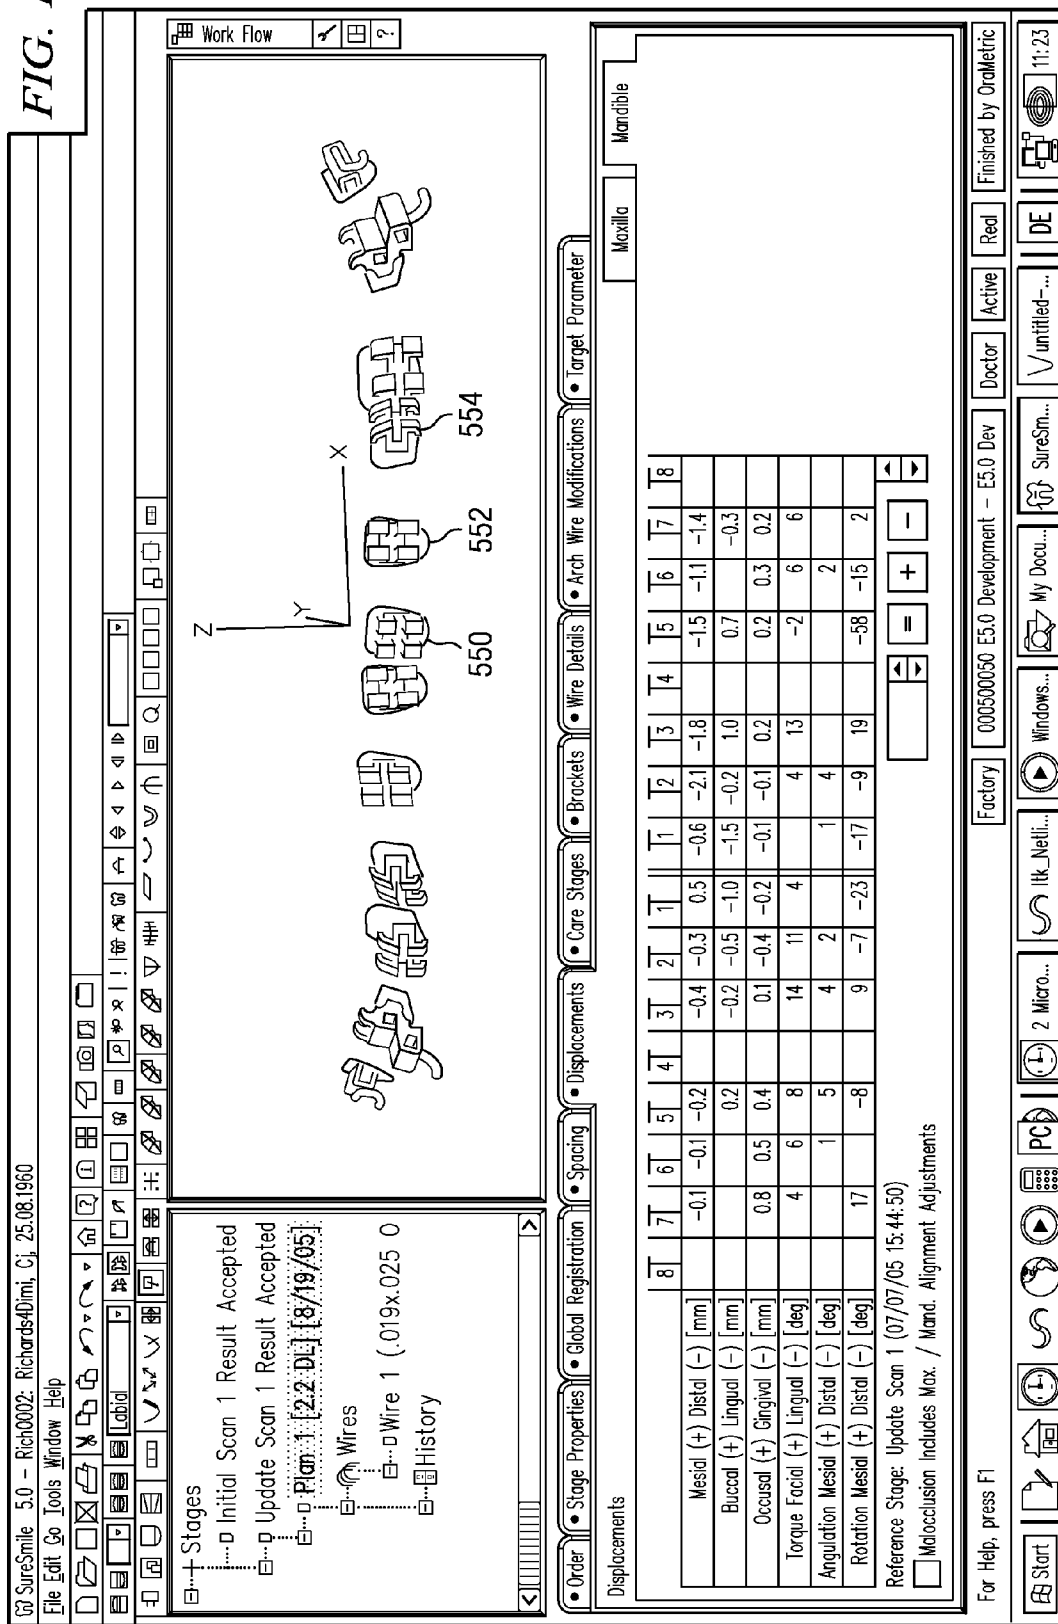 FIG.
SureSmile 5.0 – Rich0002: Richards4Dimi, Cj, 25.08.1960
File Edit Go Tools Window Help
Labial
Stages
Initial Scan 1 Result Accepted
Update Scan 1 Result Accepted
Plan 1 [2.2 DL] [8/19/05]
Wires
Wire 1 (.019x.025 O
History
Work Flow
?
Z
Y
X
550
552
554
• Order • Stage Properties • Global Registration • Spacing • Displacements • Care Stages • Brackets • Wire Details • Arch Wire Modifications • Target Parameter
Displacements
Maxilla Mandible
8 7 6 5 4 3 2 1 1 2 3 4 5 6 7 8
Mesial (+) Distal (–) [mm] –0.1 –0.1 –0.2 –0.4 –0.3 0.5 –0.6 –2.1 –1.8 –1.5 –1.1 –1.4
Buccal (+) Lingual (–) [mm] 0.2 –0.2 –0.5 –1.0 –1.5 –0.2 1.0 0.7 –0.3
Occusal (+) Gingival (–) [mm] 0.8 0.5 0.4 0.1 –0.4 –0.2 –0.1 –0.1 0.2 0.2 0.3 0.2
Torque Facial (+) Lingual (–) [deg] 4 6 8 14 11 4 4 13 –2 6 6
Angulation Mesial (+) Distal (–) [deg] 1 5 4 2 1 4 2
Rotation Mesial (+) Distal (–) [deg] 17 –8 9 –7 –23 –17 –9 19 –58 –15 2
Reference Stage: Update Scan 1 (07/07/05 15:44:50)
= + –
Malocclusion Includes Max. / Mand. Alignment Adjustments
For Help, press F1
Factory 000500050 E5.0 Development – E5.0 Dev Doctor Active Real Finished by OraMetric
Start PC 2 Micro... Itk_Netli... Windows... My Docu... SureSm... untitled–... DE 11:23